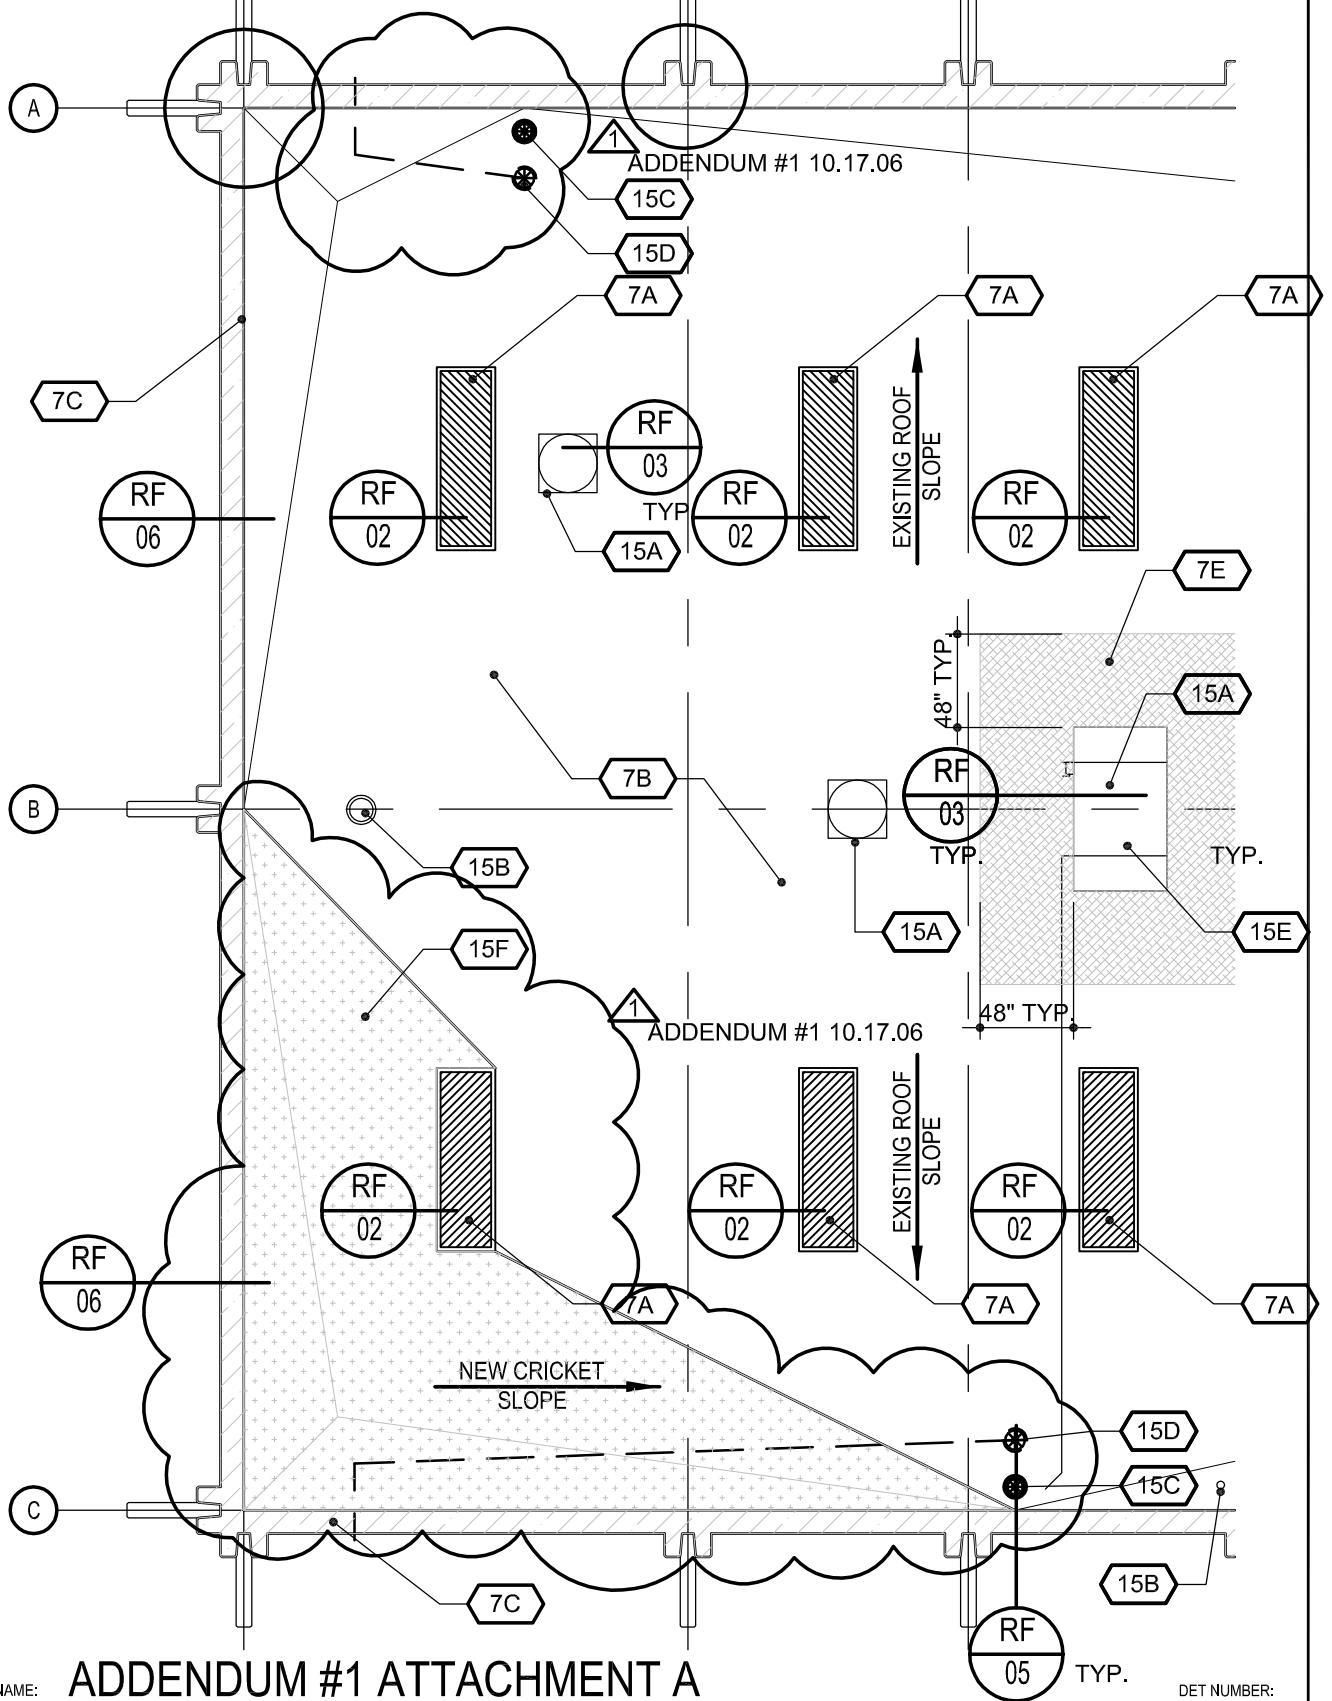 A
1
ADDENDUM #1 10.17.06
15C
15D
7A
7A
7A
7C
RF
03
TYP
EXISTING ROOF
SLOPE
RF
06
RF
02
RF
02
RF
02
15A
7E
48" TYP.
15A
7B
RF
03
TYP.
TYP.
B
15B
15A
15E
15F
1
ADDENDUM #1 10.17.06
48" TYP.
EXISTING ROOF
SLOPE
RF
02
RF
02
RF
02
RF
06
7A
7A
7A
NEW CRICKET
SLOPE
15D
15C
C
15B
7C
RF
05
TYP.
NAME:
ADDENDUM #1 ATTACHMENT A
DET NUMBER: